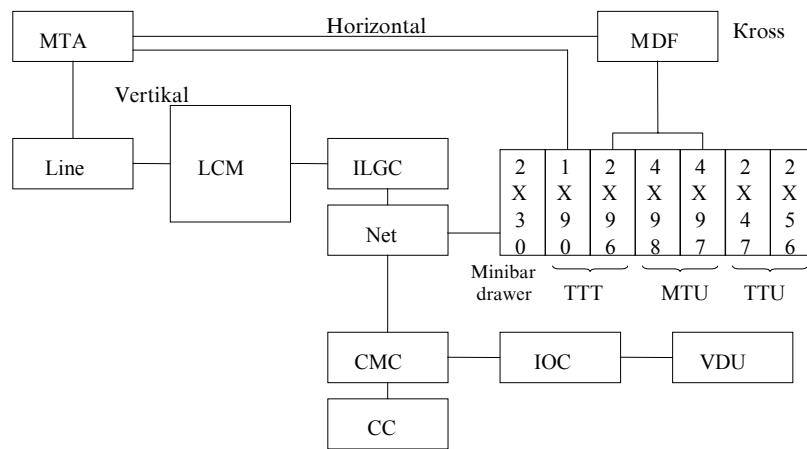 MTA
Horizontal
MDF
Kross
Vertikal
Line
LCM
ILGC
Net
2X30
1X90
2X96
4X98
4X97
2X47
2X56
Minibar
drawer
TTT
MTU
TTU
CMC
IOC
VDU
CC